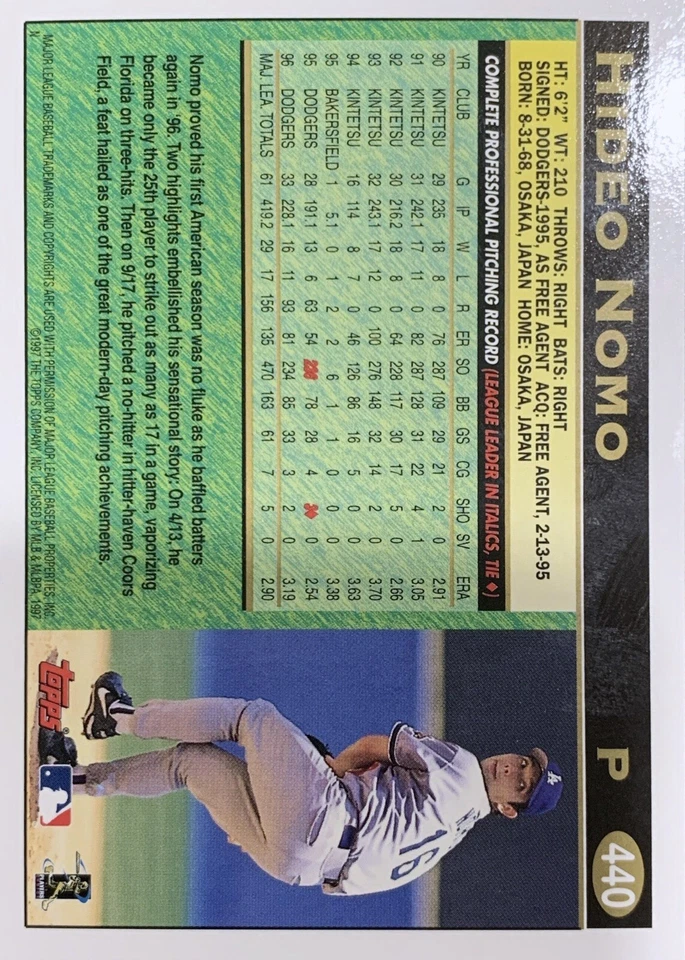 HIDEO NOMO P 440
HT: 6'2" WT: 210 THROWS: RIGHT BATS: RIGHT
SIGNED: DODGERS-1995, AS FREE AGENT ACQ: FREE AGENT, 2-13-95
BORN: 8-31-68, OSAKA, JAPAN HOME: OSAKA, JAPAN
COMPLETE PROFESSIONAL PITCHING RECORD (LEAGUE LEADER IN ITALICS, TIE ♦)
YR CLUB G IP W L R ER SO BB GS CG SHO SV ERA
90 KINTETSU 29 235 18 8 0 76 287 109 29 21 2 0 2.91
91 KINTETSU 31 242.1 17 11 0 82 287 128 31 22 4 1 3.05
92 KINTETSU 30 216.2 18 8 0 64 228 117 30 17 5 0 2.66
93 KINTETSU 32 243.1 17 12 0 100 276 148 32 14 2 0 3.70
94 KINTETSU 16 114 8 7 0 46 126 86 16 5 0 0 3.63
95 BAKERSFIELD 1 5.1 0 1 2 2 6 1 1 0 0 0 3.38
95 DODGERS 28 191.1 13 6 63 54 236 78 28 4 3♦ 0 2.54
96 DODGERS 33 228.1 16 11 93 81 234 85 33 3 2 0 3.19
MAJ. LEA. TOTALS 61 419.2 29 17 156 135 470 163 61 7 5 0 2.90
Nomo proved his first American season was no fluke as he baffled batters
again in '96. Two highlights embellished his sensational story: On 4/13, he
became only the 25th player to strike out as many as 17 in a game, vaporizing
Florida on three-hits. Then on 9/17, he pitched a no-hitter in hitter-haven Coors
Field, a feat hailed as one of the great modern-day pitching achievements.
MAJOR LEAGUE BASEBALL TRADEMARKS AND COPYRIGHTS ARE USED WITH PERMISSION OF MAJOR LEAGUE BASEBALL PROPERTIES, INC.
©1997 THE TOPPS COMPANY, INC. LICENSED BY MLB & MLBPA, 1997
LA
16
TOPPS®